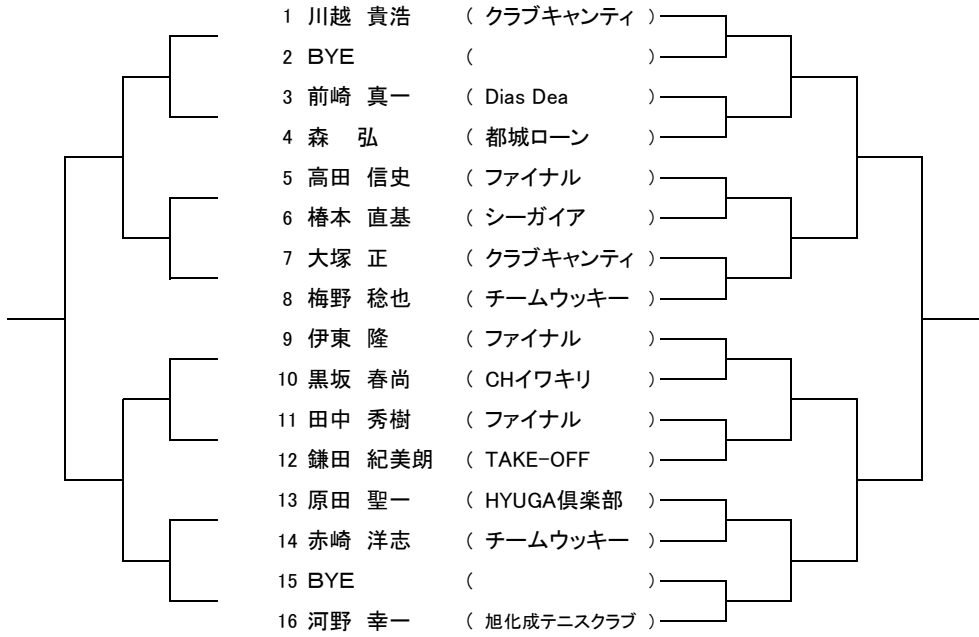 1 川越 貴浩 ( クラブキャンティ )
2 BYE ( )
3 前崎 真一 ( Dias Dea )
4 森 弘 ( 都城ローン )
5 高田 信史 ( ファイナル )
6 椿本 直基 ( シーガイア )
7 大塚 正 ( クラブキャンティ )
8 梅野 稔也 ( チームウッキー )
9 伊東 隆 ( ファイナル )
10 黒坂 春尚 ( CHイワキリ )
11 田中 秀樹 ( ファイナル )
12 鎌田 紀美朗 ( TAKE-OFF )
13 原田 聖一 ( HYUGA倶楽部 )
14 赤崎 洋志 ( チームウッキー )
15 BYE ( )
16 河野 幸一 ( 旭化成テニスクラブ )